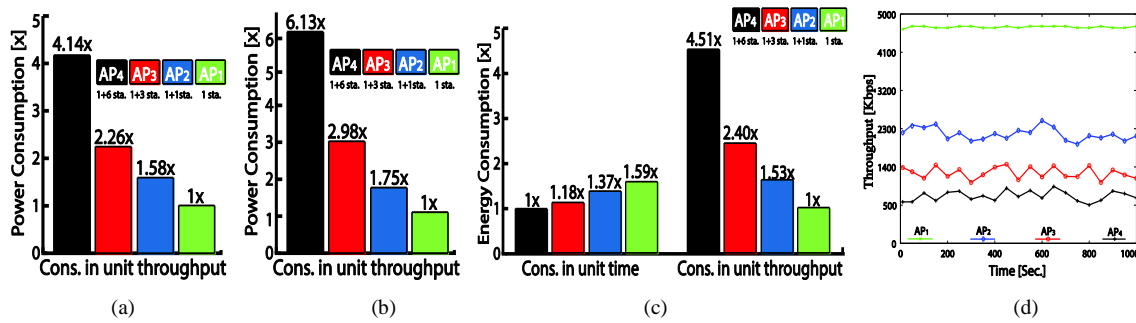 Power Consumption [x]
5
4
3
2
1
0
4.14x
2.26x
1.58x
1x
AP4 AP3 AP2 AP1
1+6 sta. 1+3 sta. 1+1sta. 1 sta.
Cons. in unit throughput
(a)
Power Consumption [x]
6
5
4
3
2
1
0
6.13x
2.98x
1.75x
1x
AP4 AP3 AP2 AP1
1+6 sta. 1+3 sta. 1+1sta. 1 sta.
Cons. in unit throughput
(b)
Energy Consumption [x]
5
4
3
2
1
0
1x
1.18x
1.37x
1.59x
4.51x
2.40x
1.53x
1x
AP4 AP3 AP2 AP1
1+6 sta. 1+3 sta. 1+1 sta. 1 sta.
Cons. in unit time
Cons. in unit throughput
(c)
Throughput [Kbps]
5000
4100
3200
2300
1400
500
0
AP1 AP2 AP3 AP4
0 200 400 600 800 1000
Time [Sec.]
(d)